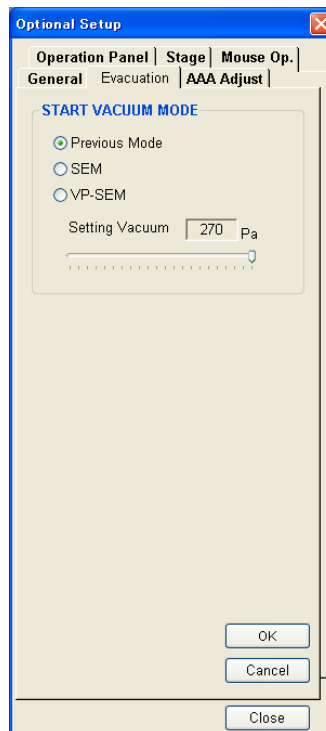 Optional Setup
Operation Panel Stage Mouse Op.
General Evacuation AAA Adjust
START VACUUM MODE
Previous Mode
SEM
VP-SEM
Setting Vacuum 270 Pa
OK
Cancel
Close